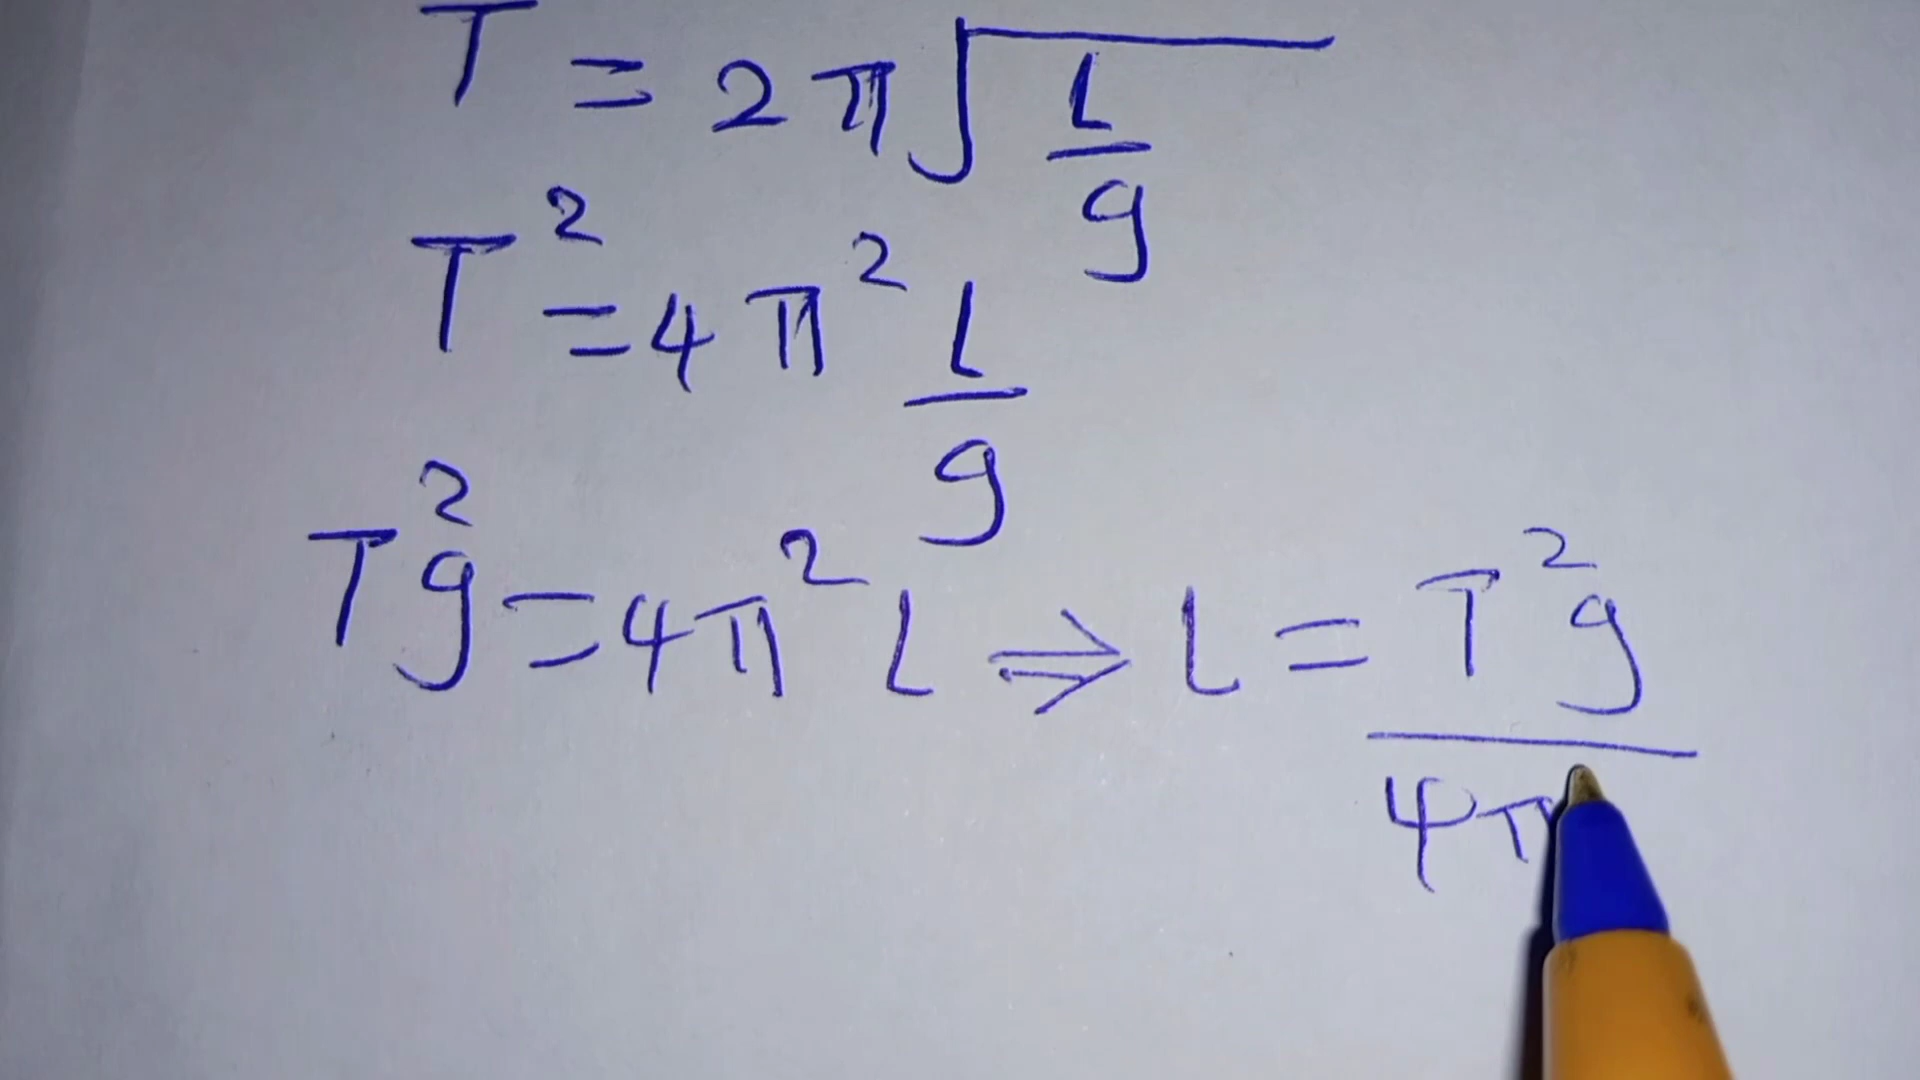 T = 2π√(l/g)
T² = 4π² l/g
T²g = 4π² l ⇒ l = T²g/4π